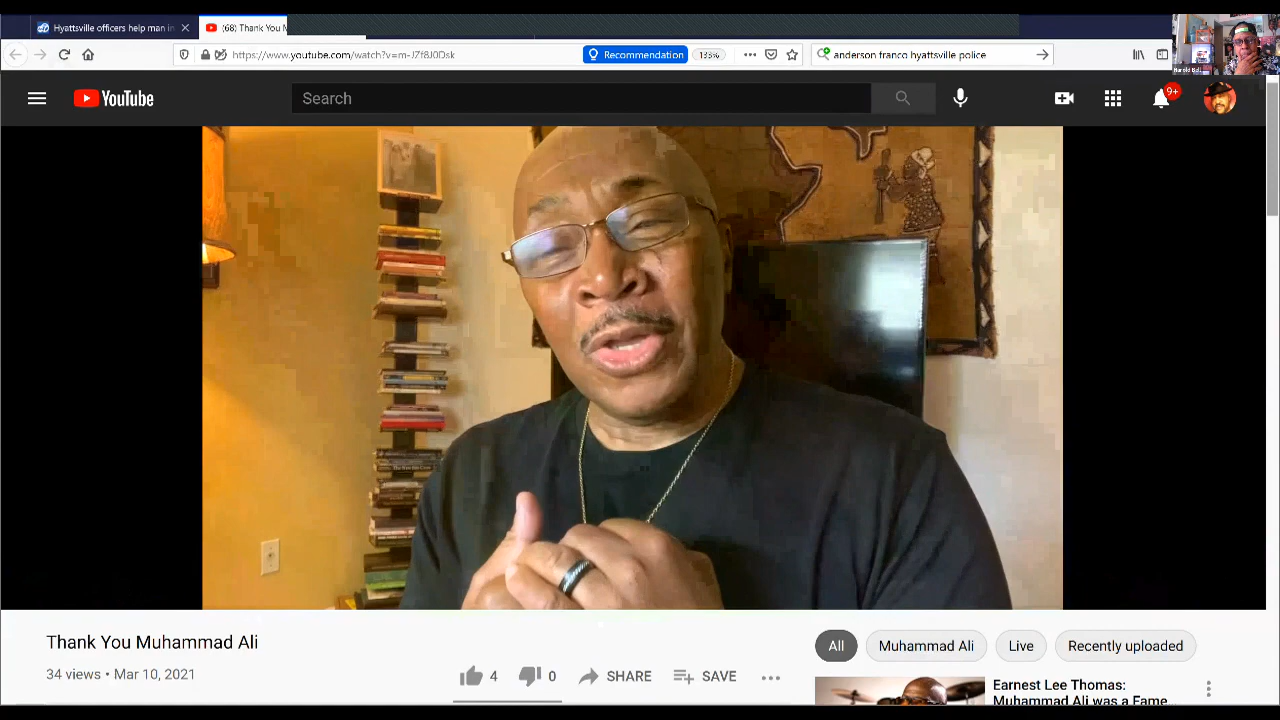 Hyattsville officers help man in
(68) Thank You M
https://www.youtube.com/watch?v=m-JZf8J0Dsk
Recommendation
133%
anderson franco hyattsville police
YouTube
Search
9+
Thank You Muhammad Ali
34 views • Mar 10, 2021
4
0
SHARE
SAVE
All
Muhammad Ali
Live
Recently uploaded
Earnest Lee Thomas:
Muhammad Ali was a Fame...